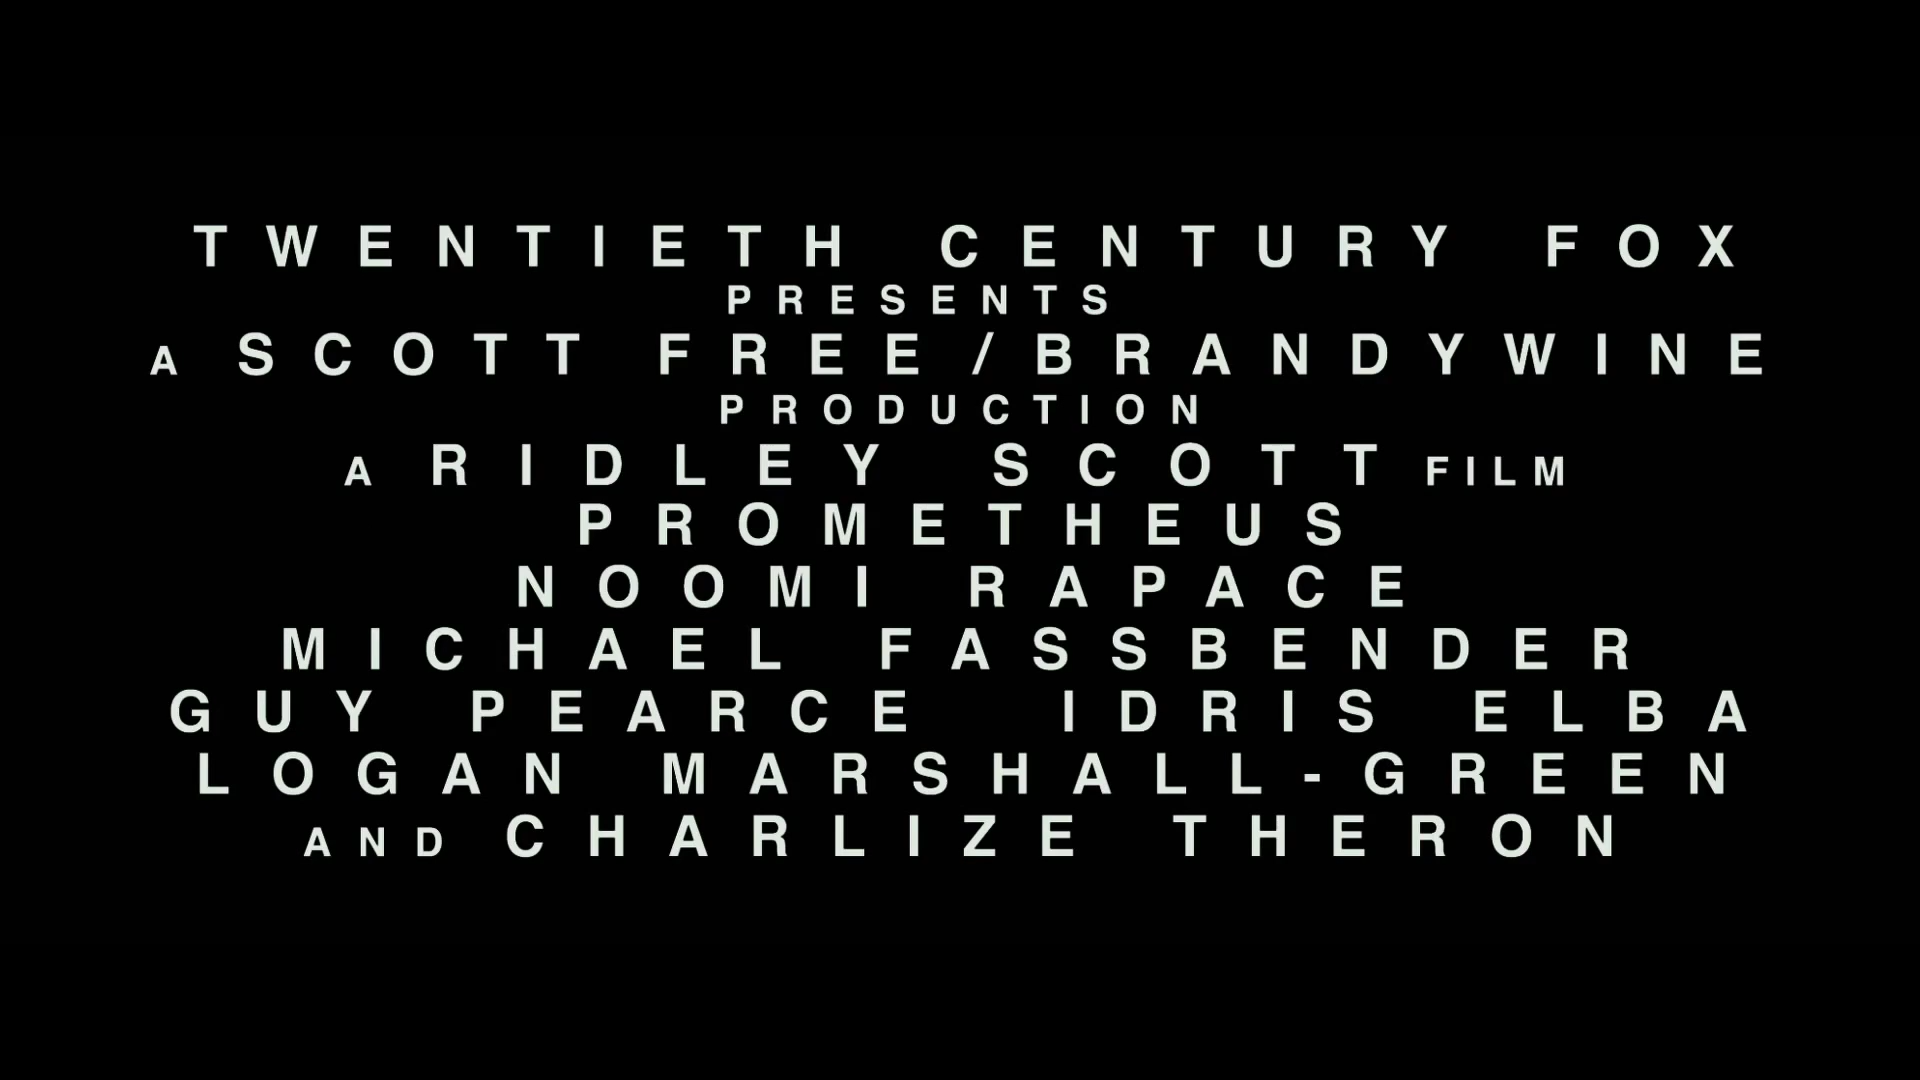 TWENTIETH CENTURY FOX
PRESENTS
A SCOTT FREE/BRANDYWINE
PRODUCTION
A RIDLEY SCOTT FILM
PROMETHEUS
NOOMI RAPACE
MICHAEL FASSBENDER
GUY PEARCE IDRIS ELBA
LOGAN MARSHALL-GREEN
AND CHARLIZE THERON